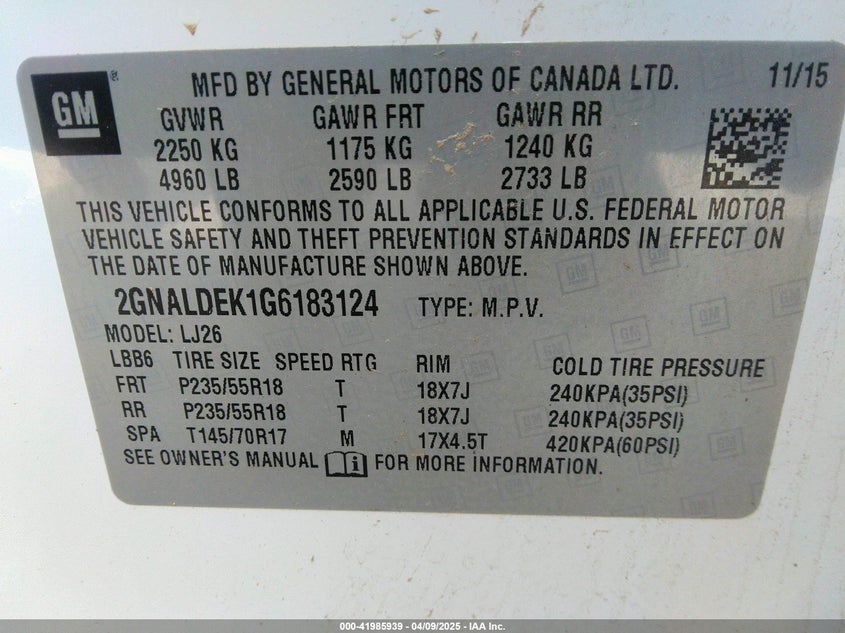 GM ® MFD BY GENERAL MOTORS OF CANADA LTD. 11/15
GVWR GAWR FRT GAWR RR
2250 KG 1175 KG 1240 KG
4960 LB 2590 LB 2733 LB
THIS VEHICLE CONFORMS TO ALL APPLICABLE U.S. FEDERAL MOTOR
VEHICLE SAFETY AND THEFT PREVENTION STANDARDS IN EFFECT ON
THE DATE OF MANUFACTURE SHOWN ABOVE.
2GNALDEK1G6183124 TYPE: M.P.V.
MODEL: LJ26
LBB6 TIRE SIZE SPEED RTG RIM COLD TIRE PRESSURE
FRT P235/55R18 T 18X7J 240KPA(35PSI)
RR P235/55R18 T 18X7J 240KPA(35PSI)
SPA T145/70R17 M 17X4.5T 420KPA(60PSI)
SEE OWNER'S MANUAL i FOR MORE INFORMATION.
000-41985939 - 04/09/2025 - IAA Inc.